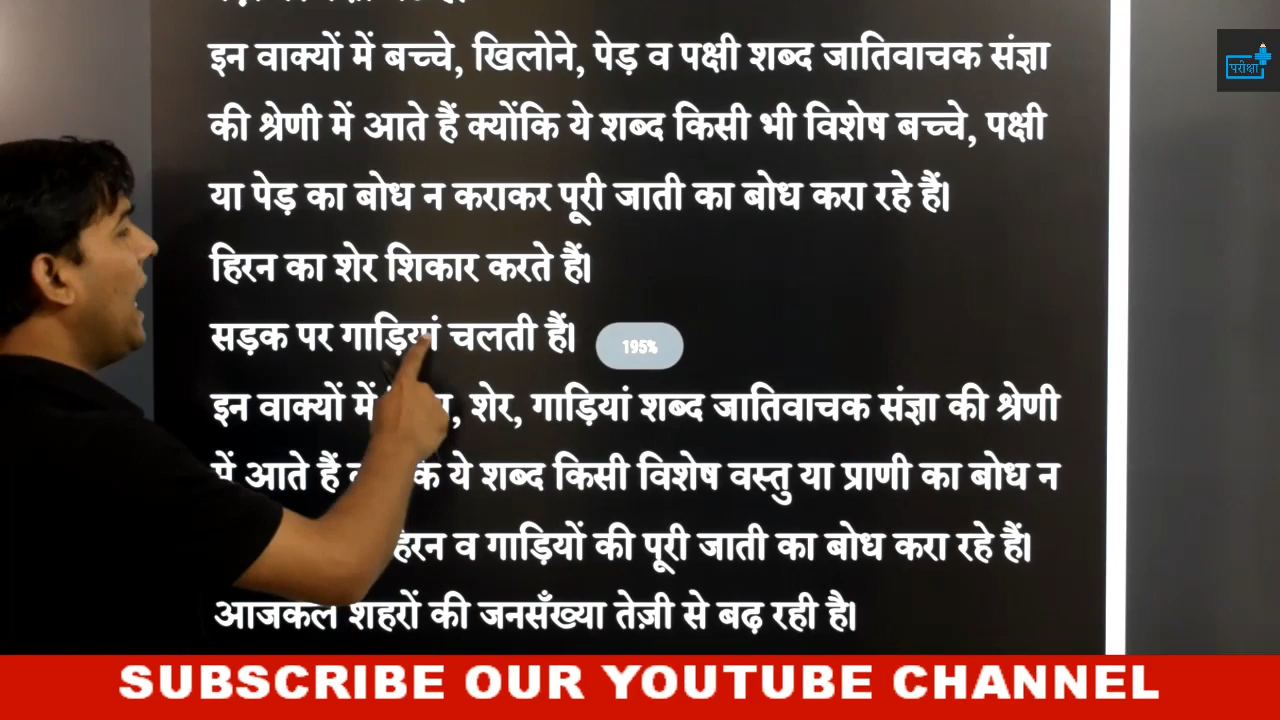 इन वाक्यों में बच्चे, खिलोने, पेड़ व पक्षी शब्द जातिवाचक संज्ञा
की श्रेणी में आते हैं क्योंकि ये शब्द किसी भी विशेष बच्चे, पक्षी
या पेड़ का बोध न कराकर पूरी जाती का बोध करा रहे हैं।
हिरन का शेर शिकार करते हैं।
सड़क पर गाड़ियां चलती हैं।
195%
इन वाक्यों में शेर, गाड़ियां शब्द जातिवाचक संज्ञा की श्रेणी
में आते हैं ये शब्द किसी विशेष वस्तु या प्राणी का बोध न
व गाड़ियों की पूरी जाती का बोध करा रहे हैं।
आजकल शहरों की जनसँख्या तेज़ी से बढ़ रही है।
परीक्षा
SUBSCRIBE OUR YOUTUBE CHANNEL